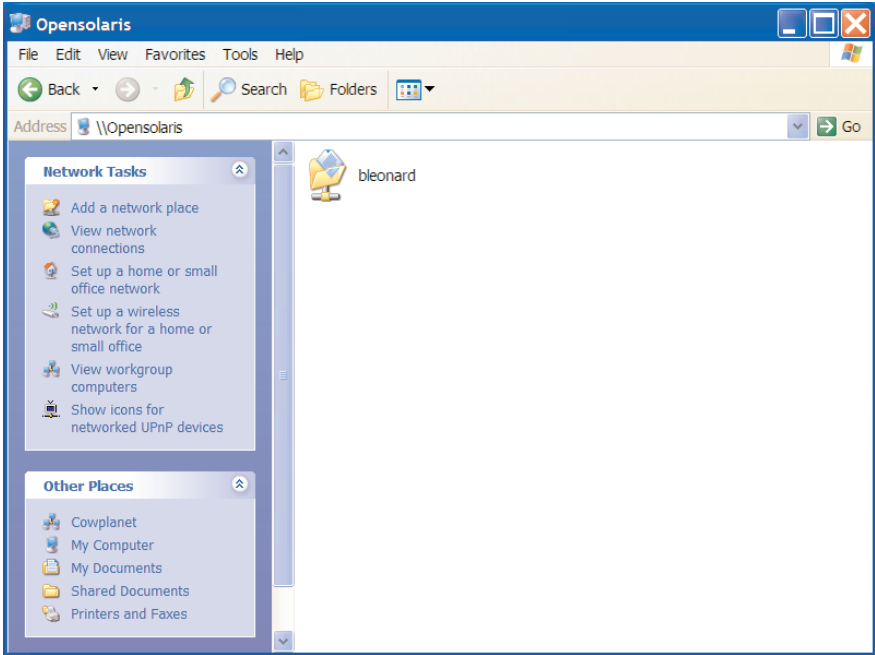 Opensolaris
File Edit View Favorites Tools Help
Back Search Folders
Address \\Opensolaris Go
Network Tasks
Add a network place
View network
connections
Set up a home or small
office network
Set up a wireless
network for a home or
small office
View workgroup
computers
Show icons for
networked UPnP devices
Other Places
Cowplanet
My Computer
My Documents
Shared Documents
Printers and Faxes
bleonard